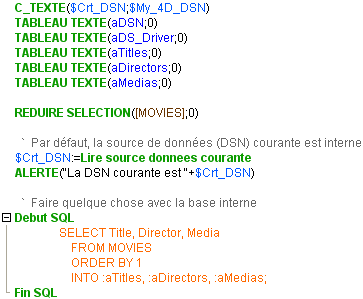 C_TEXTE($Crt_DSN;$My_4D_DSN)
TABLEAU TEXTE(aDSN;0)
TABLEAU TEXTE(aDS_Driver;0)
TABLEAU TEXTE(aTitles;0)
TABLEAU TEXTE(aDirectors;0)
TABLEAU TEXTE(aMedias;0)
REDUIRE SELECTION([MOVIES];0)
` Par défaut, la source de données (DSN) courante est interne
$Crt_DSN:=Lire source donnees courante
ALERTE("La DSN courante est "+$Crt_DSN)
` Faire quelque chose avec la base interne
Debut SQL
SELECT Title, Director, Media
FROM MOVIES
ORDER BY 1
INTO :aTitles, :aDirectors, :aMedias;
Fin SQL